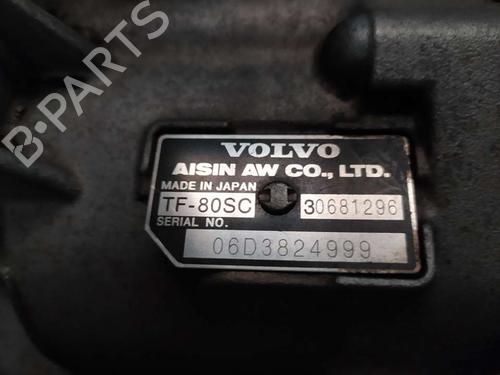 B-PARTS
VOLVO
AISIN AW CO., LTD.
MADE IN JAPAN
TF-80SC 30681296
SERIAL NO.
06D3824999